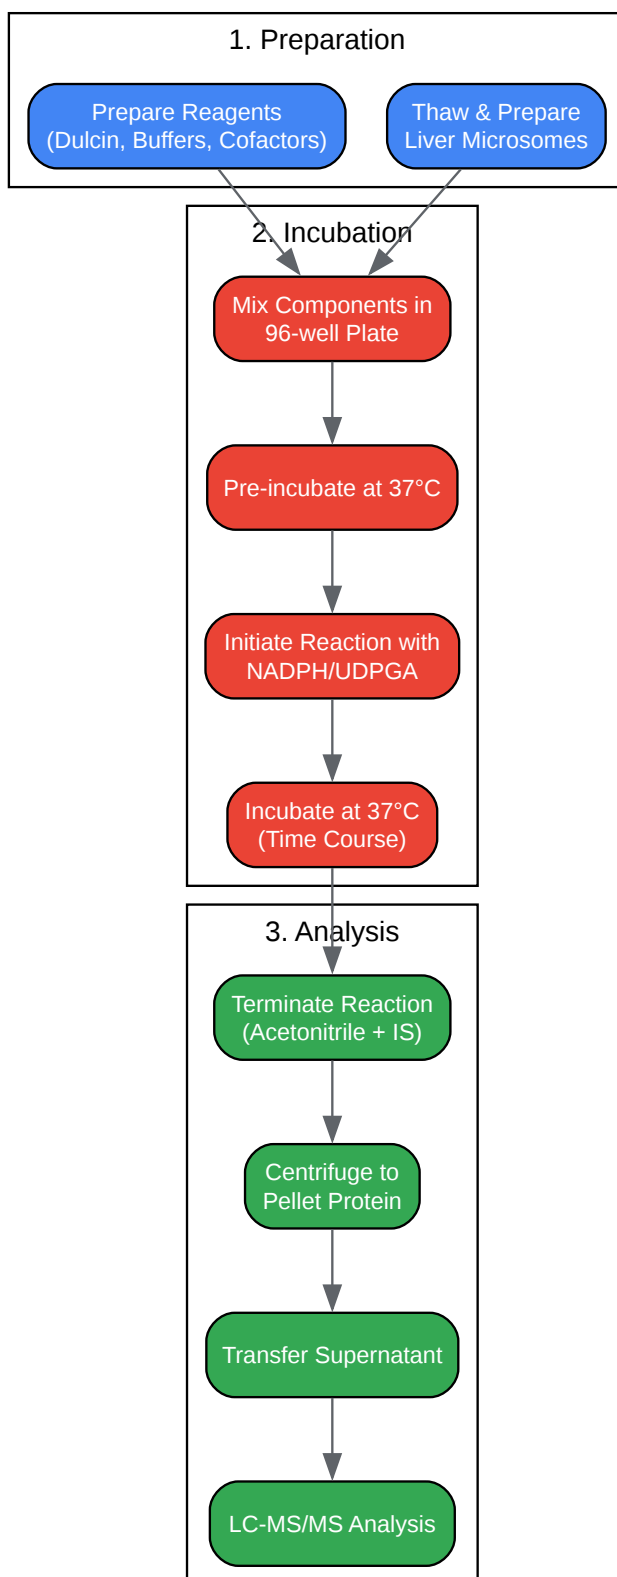 1. Preparation
Prepare Reagents
(Dulcin, Buffers, Cofactors)
Thaw & Prepare
Liver Microsomes
2. Incubation
Mix Components in
96-well Plate
Pre-incubate at 37°C
Initiate Reaction with
NADPH/UDPGA
Incubate at 37°C
(Time Course)
3. Analysis
Terminate Reaction
(Acetonitrile + IS)
Centrifuge to
Pellet Protein
Transfer Supernatant
LC-MS/MS Analysis